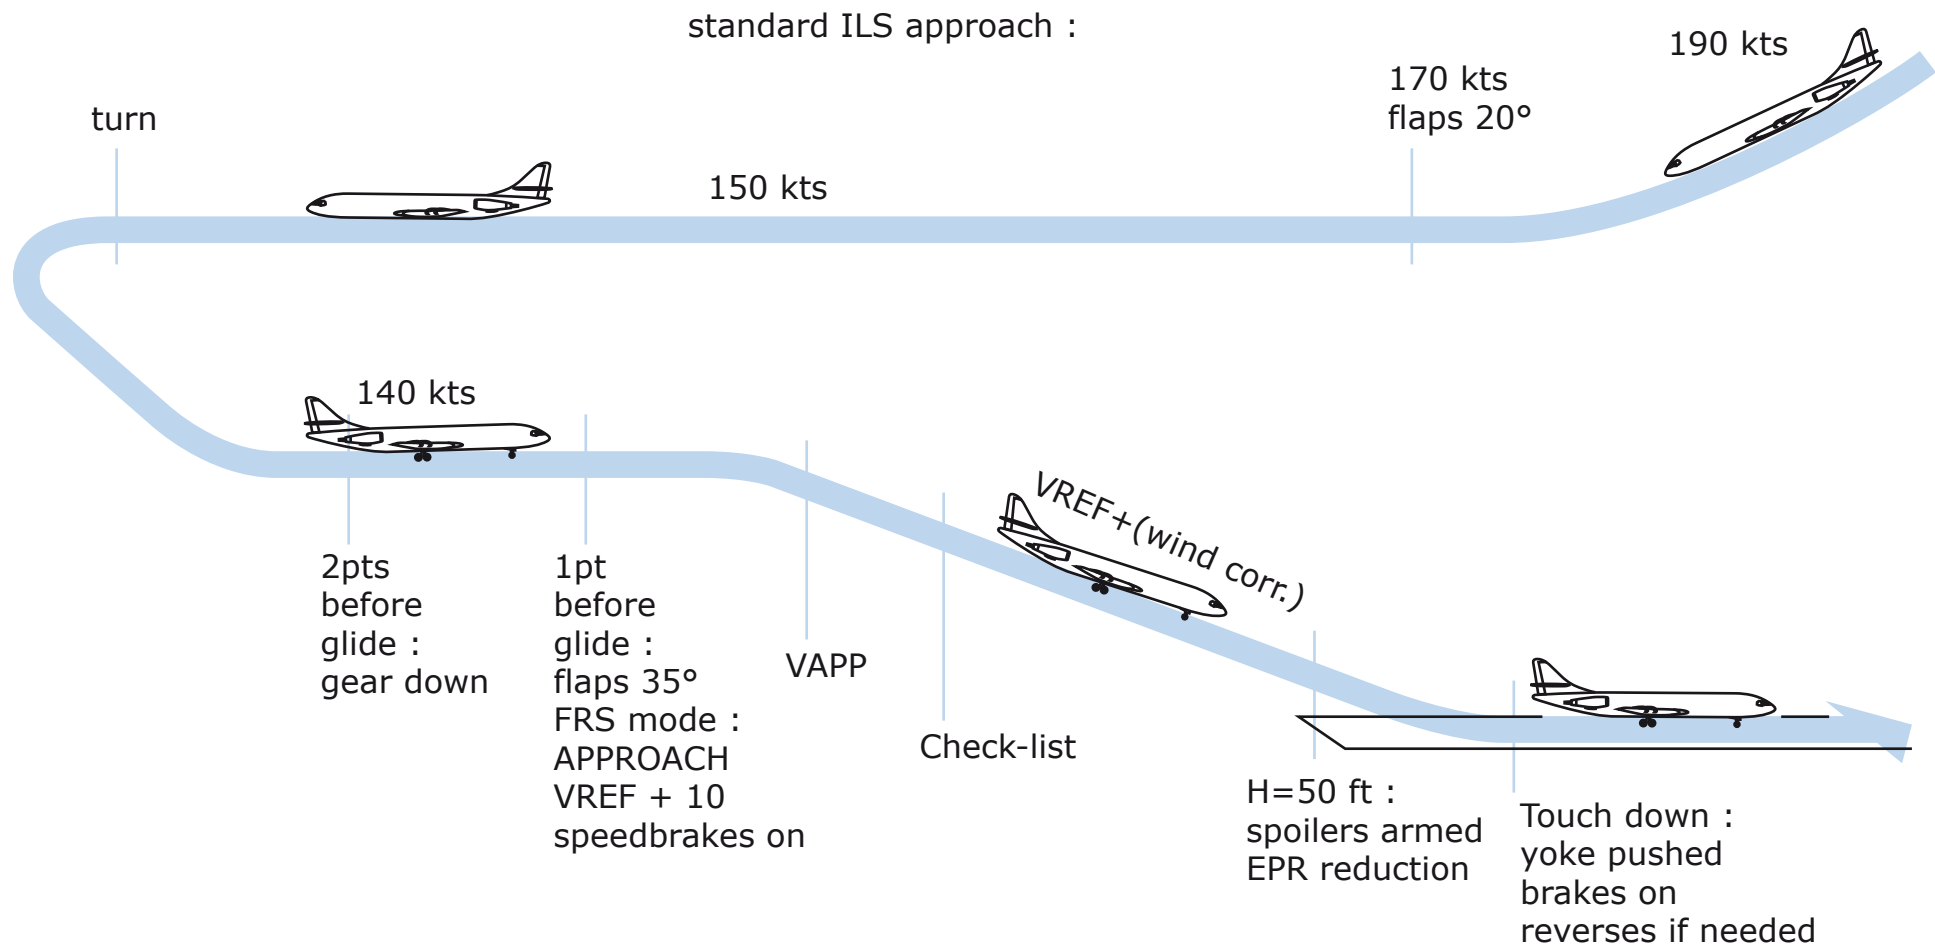 standard ILS approach :
190 kts
170 kts
flaps 20°
150 kts
turn
140 kts
2pts
before
glide :
gear down
1pt
before
glide :
flaps 35°
FRS mode :
APPROACH
VREF + 10
speedbrakes on
VAPP
Check-list
VREF+(wind corr.)
H=50 ft :
spoilers armed
EPR reduction
Touch down :
yoke pushed
brakes on
reverses if needed